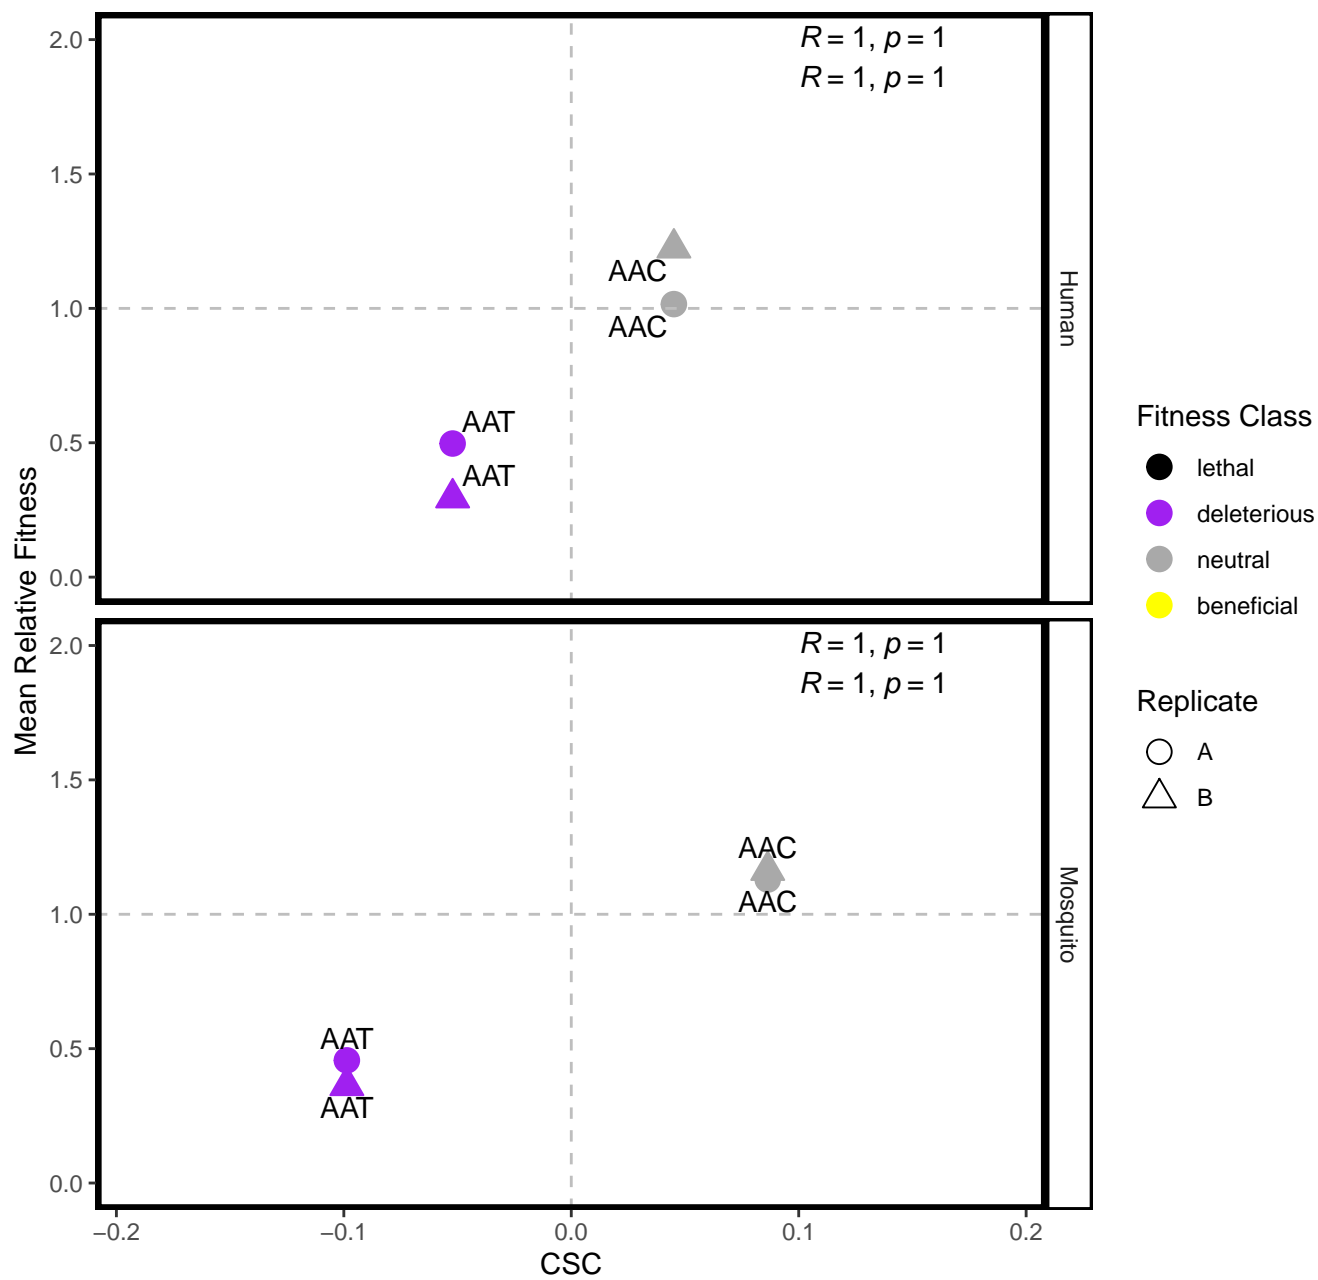 2.0
1.5
1.0
0.5
0.0
R = 1, p = 1
R = 1, p = 1
AAC
AAC
AAT
AAT
Human
2.0
1.5
1.0
0.5
0.0
R = 1, p = 1
R = 1, p = 1
AAC
AAC
AAT
AAT
Mosquito
−0.2
−0.1
0.0
0.1
0.2
CSC
Mean Relative Fitness
Fitness Class
lethal
deleterious
neutral
beneficial
Replicate
A
B